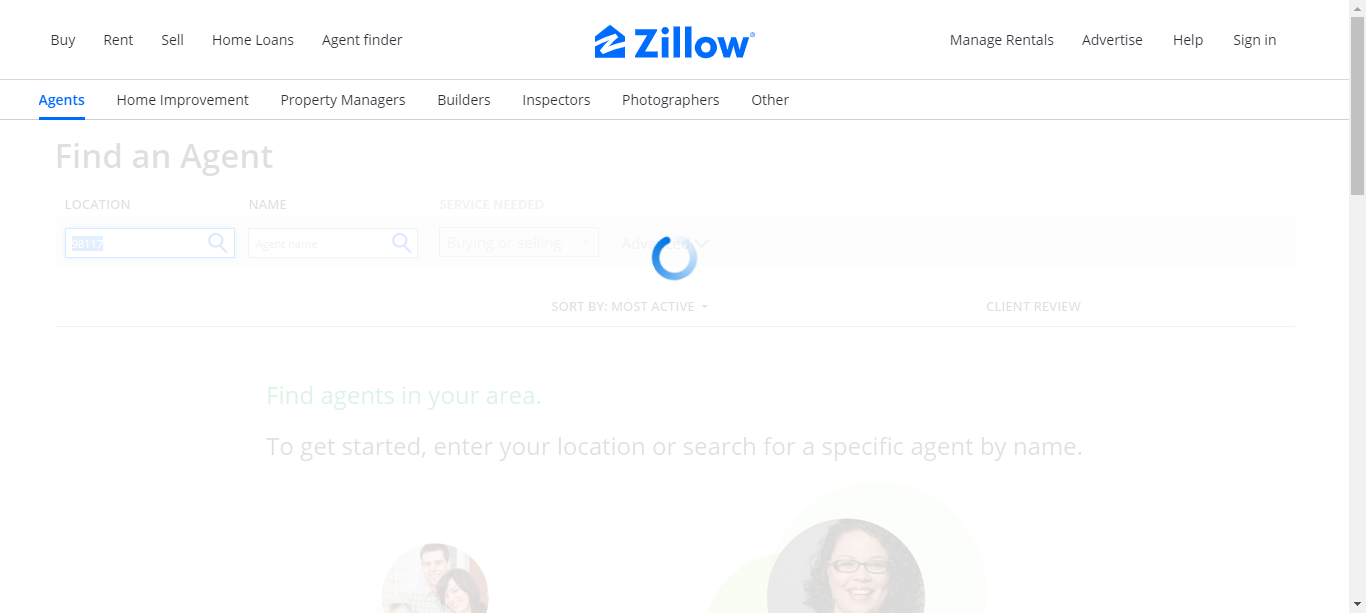 Buy Rent Sell Home Loans Agent finder Zillow® Manage Rentals Advertise Help Sign in
Agents Home Improvement Property Managers Builders Inspectors Photographers Other
Find an Agent
LOCATION NAME SERVICE NEEDED
98117 Agent name Buying or selling Advanced
SORT BY: MOST ACTIVE CLIENT REVIEW
Find agents in your area.
To get started, enter your location or search for a specific agent by name.